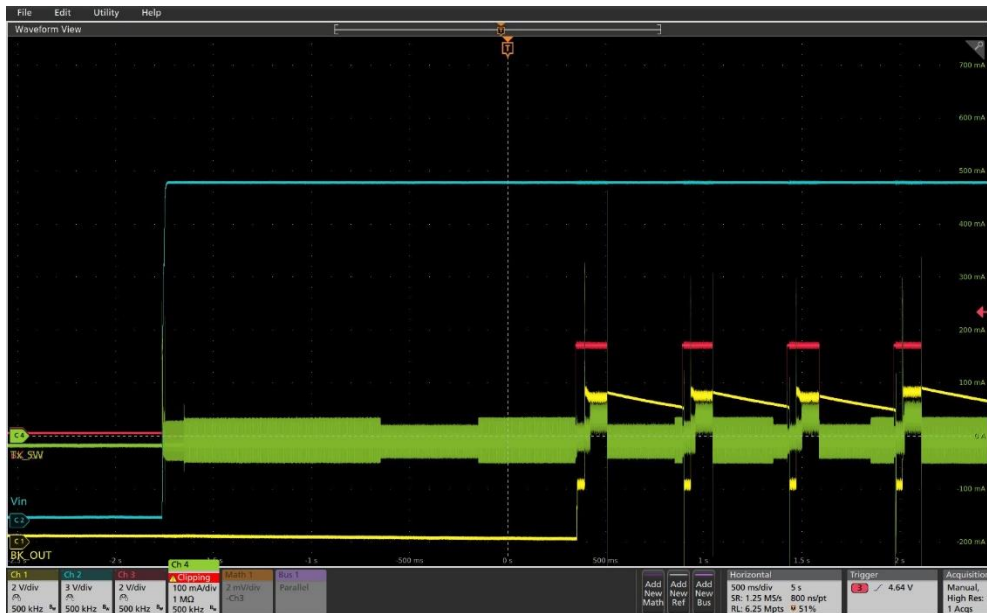 File Edit Utility Help
Waveform View
T
T
700 mA
600 mA
500 mA
400 mA
300 mA
200 mA
100 mA
C 4
0 A
-100 mA
Vin
C 2
C 1
BK_OUT
-200 mA
-2 s
-1 s
-500 ms
0 s
500 ms
1 s
1.5 s
2 s
Ch 1
2 V/div
500 kHz
Ch 2
3 V/div
500 kHz
Ch 3
2 V/div
500 kHz
Ch 4
Clipping
100 mA/div
1 MΩ
500 kHz
Math 1
2 mV/div
-Ch3
Bus 1
Parallel
Add
New
Math
Add
New
Ref
Add
New
Bus
Horizontal
500 ms/div 5 s
SR: 1.25 MS/s 800 ns/pt
RL: 6.25 Mpts 51%
Trigger
3 4.64 V
Acquisition
Manual,
High Res:
1 Acqs